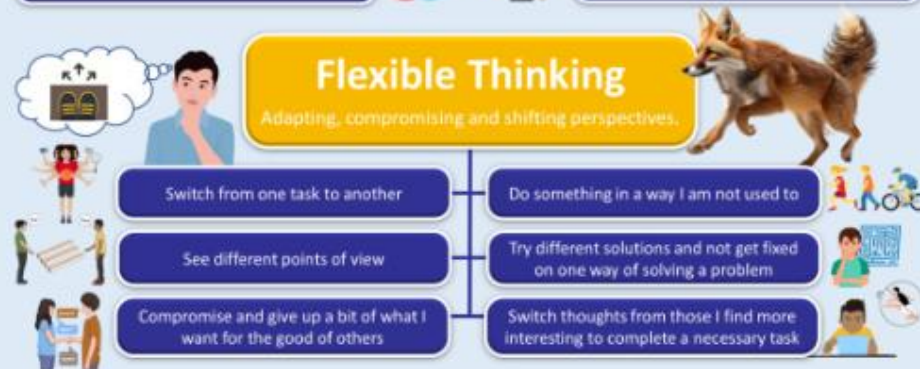 Flexible Thinking
Adapting, compromising and shifting perspectives.
Switch from one task to another
Do something in a way I am not used to
See different points of view
Try different solutions and not get fixed
on one way of solving a problem
Compromise and give up a bit of what I
want for the good of others
Switch thoughts from those I find more
interesting to complete a necessary task